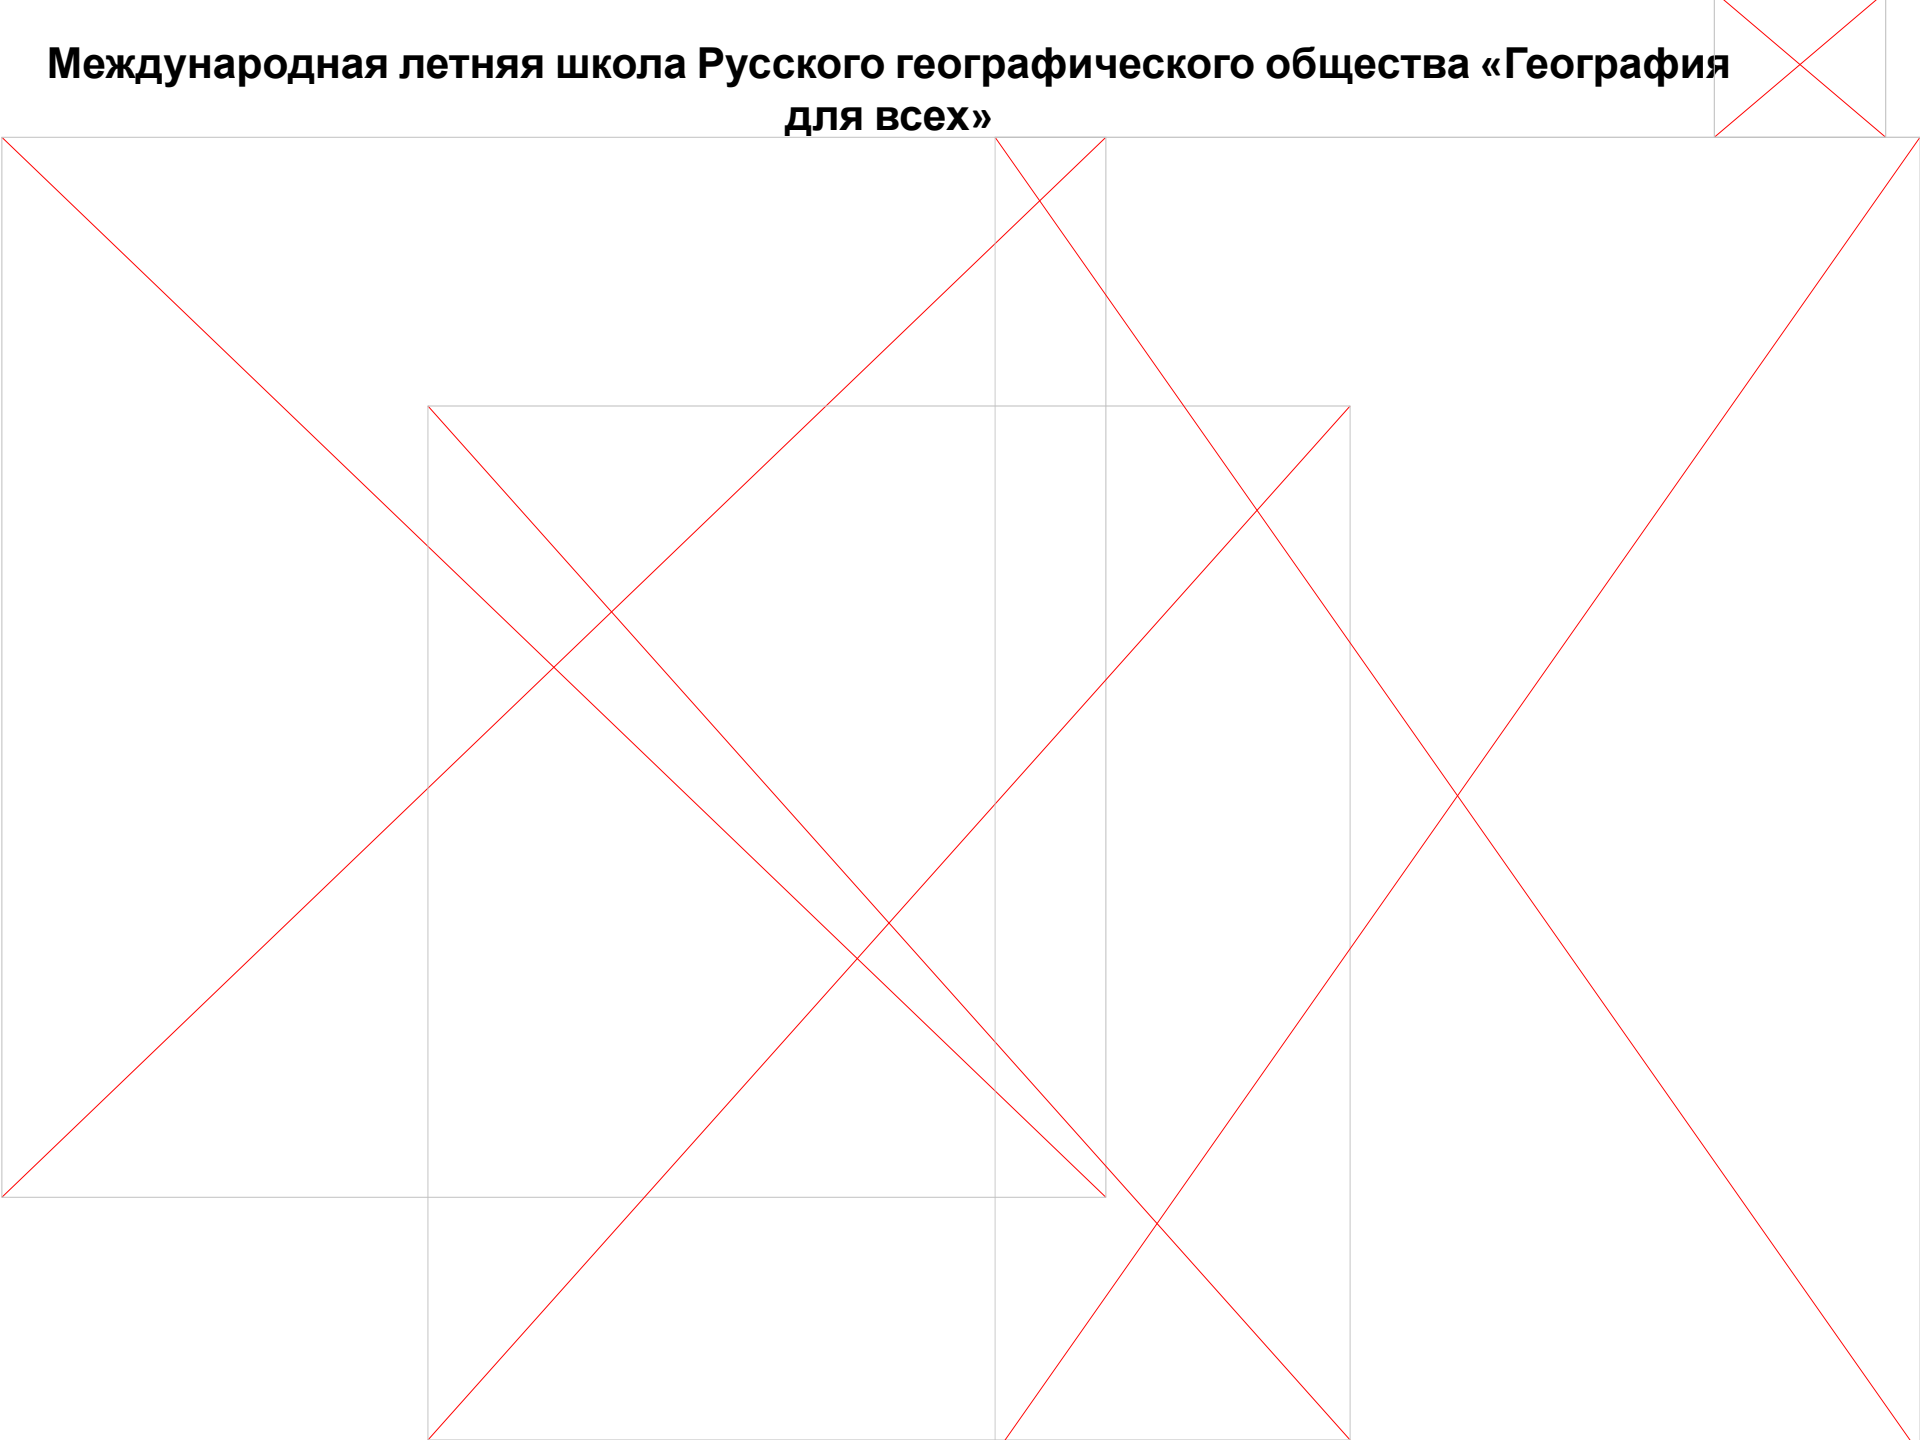 Международная летняя школа Русского географического общества «География
для всех»